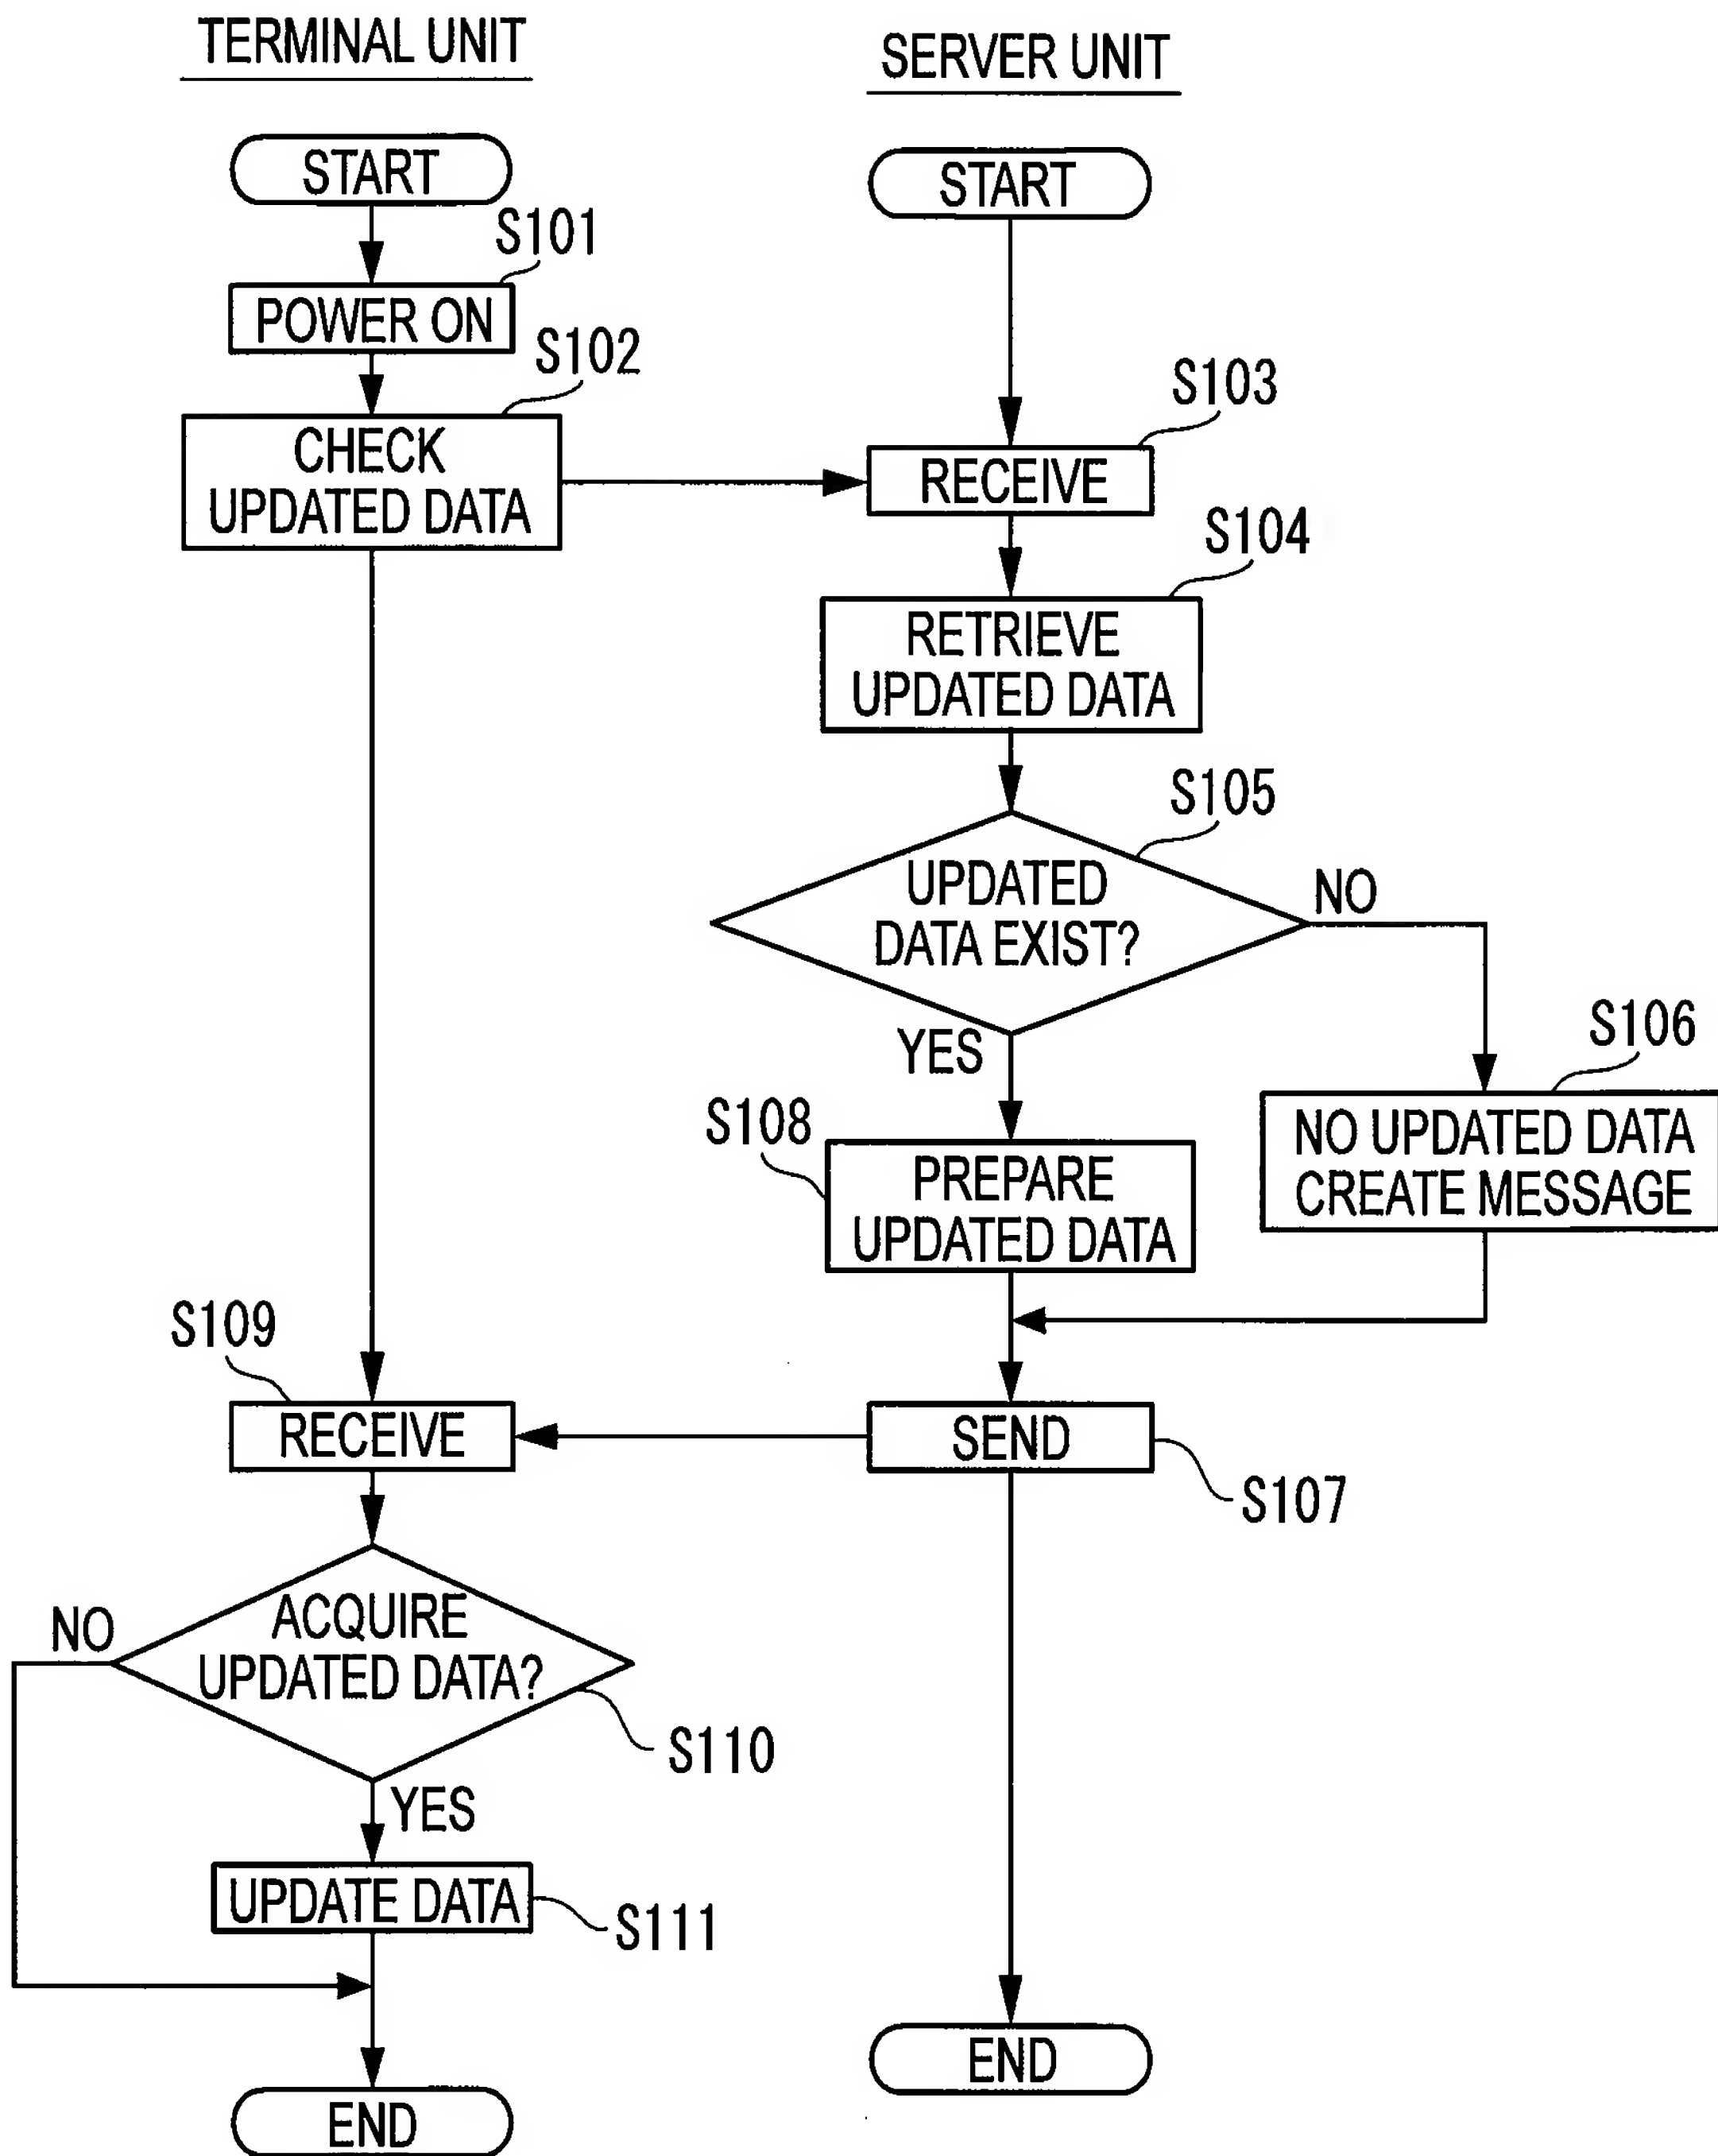 TERMINAL UNIT
SERVER UNIT
START
START
S101
POWER ON
S102
CHECK
UPDATED DATA
S103
RECEIVE
S104
RETRIEVE
UPDATED DATA
S105
UPDATED
DATA EXIST?
NO
YES
S106
NO UPDATED DATA
CREATE MESSAGE
S108
PREPARE
UPDATED DATA
S109
RECEIVE
SEND
S107
ACQUIRE
UPDATED DATA?
NO
S110
YES
UPDATE DATA
S111
END
END